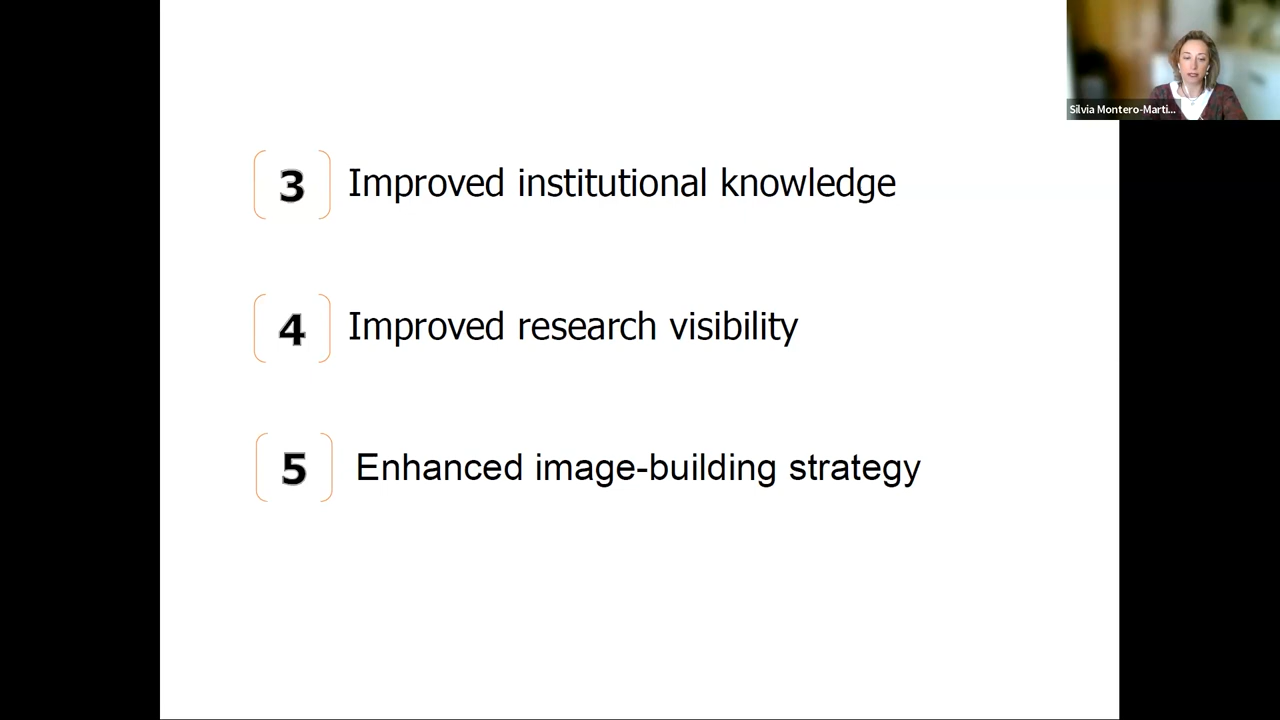 Silvia Montero-Marti...
3 Improved institutional knowledge
4 Improved research visibility
5 Enhanced image-building strategy